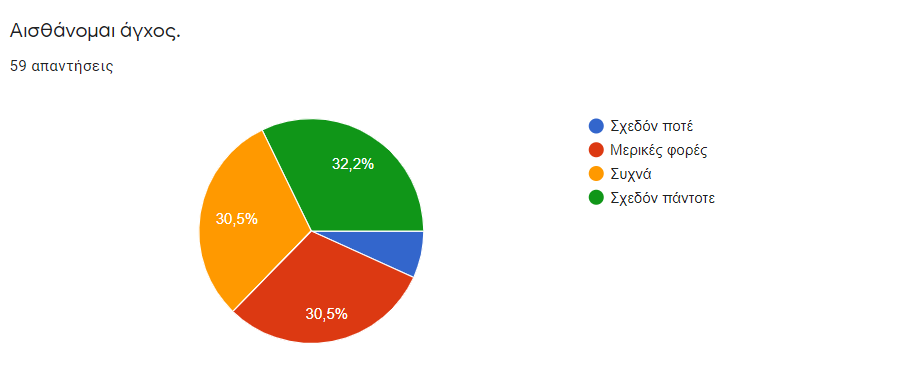 Αισθάνομαι άγχος.
59 απαντήσεις
32,2%
30,5%
30,5%
Σχεδόν ποτέ
Μερικές φορές
Συχνά
Σχεδόν πάντοτε